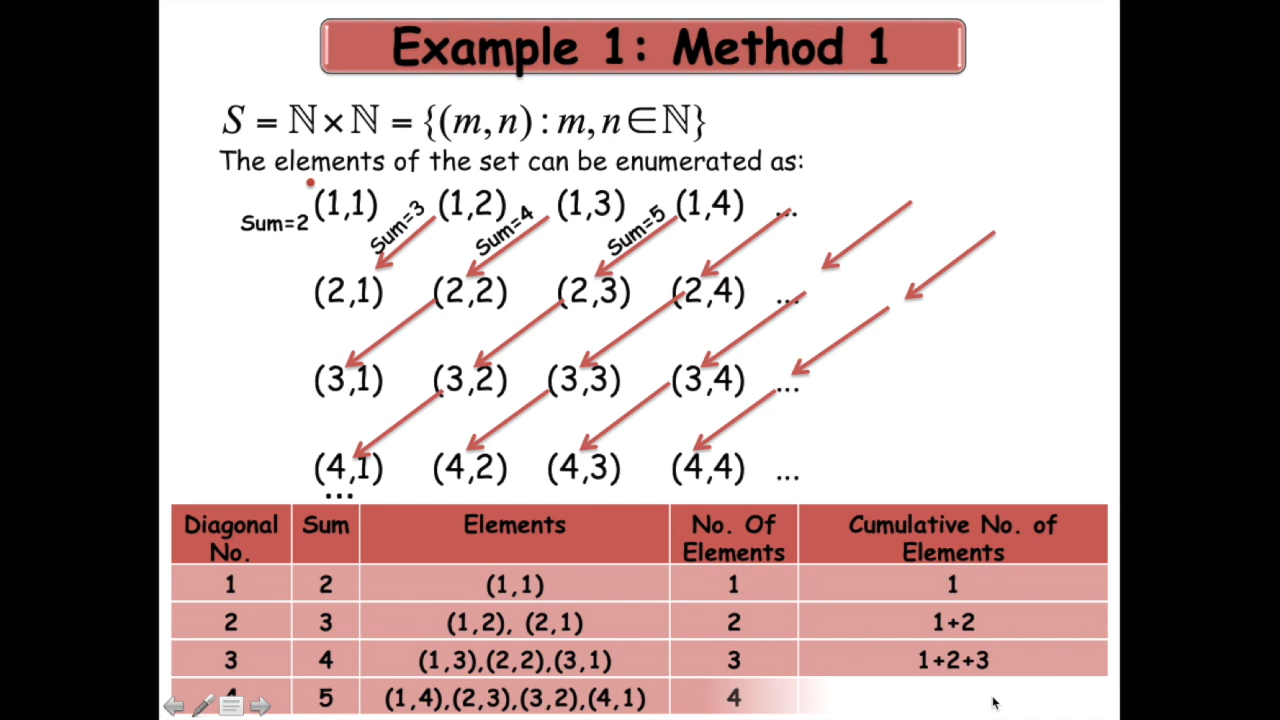 Example 1: Method 1
S = ℕ×ℕ = {(m,n) : m,n∈ℕ}
The elements of the set can be enumerated as:
(1,1) (1,2) (1,3) (1,4) ...
Sum=2 Sum=3 Sum=4 Sum=5
(2,1) (2,2) (2,3) (2,4) ...
(3,1) (3,2) (3,3) (3,4) ...
(4,1) (4,2) (4,3) (4,4) ...
...
Diagonal No. Sum Elements No. Of Elements Cumulative No. of Elements
1 2 (1,1) 1 1
2 3 (1,2), (2,1) 2 1+2
3 4 (1,3),(2,2),(3,1) 3 1+2+3
4 5 (1,4),(2,3),(3,2),(4,1) 4